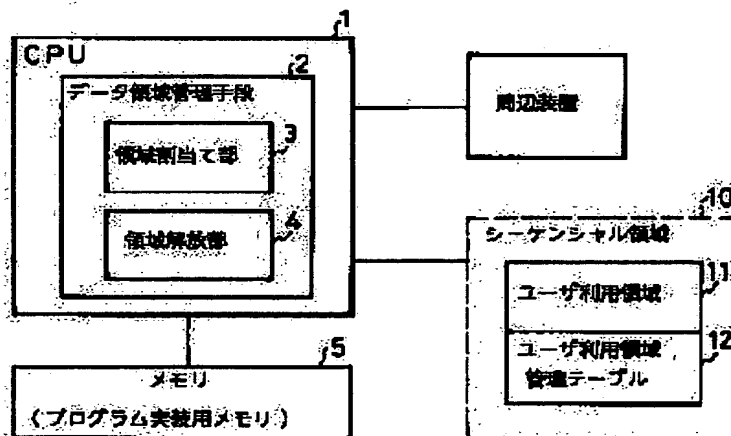 1
CPU
2
データ領域管理手段
3
領域割当て部
4
領域解放部
周辺装置
10
シーケンシャル領域
11
ユーザ利用領域
12
ユーザ利用領域
管理テーブル
5
メモリ
(プログラム実装用メモリ)